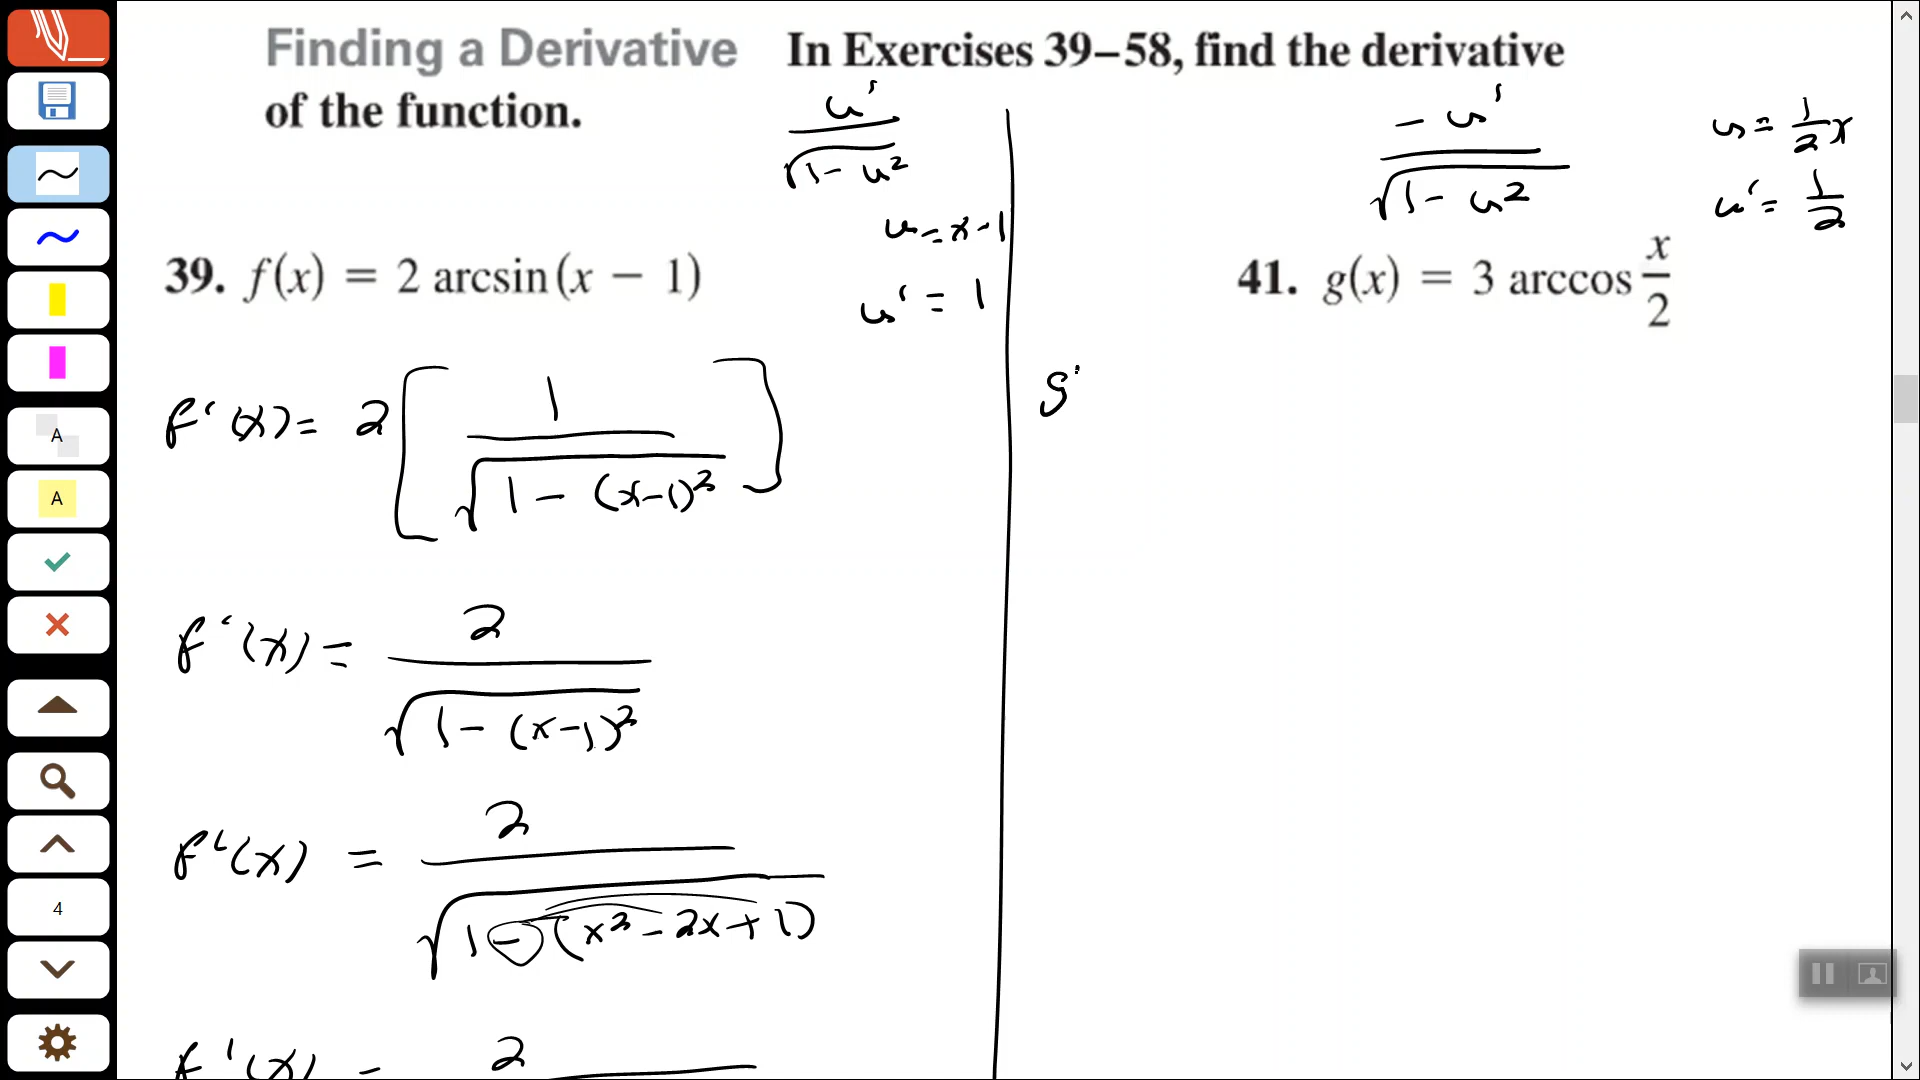 Finding a Derivative In Exercises 39–58, find the derivative
of the function.
u'
√1 - u²
u = x - 1
u' = 1
39. f(x) = 2 arcsin(x − 1)
f'(x) = 2 [ 1
√1 - (x-1)² ]
f'(x) = 2
√1 - (x-1)²
f'(x) = 2
√1 - (x² - 2x + 1)
f'(x) = 2
- u'
√1 - u²
u = 1/2 x
u' = 1/2
41. g(x) = 3 arccos x/2
g'
A
A
4